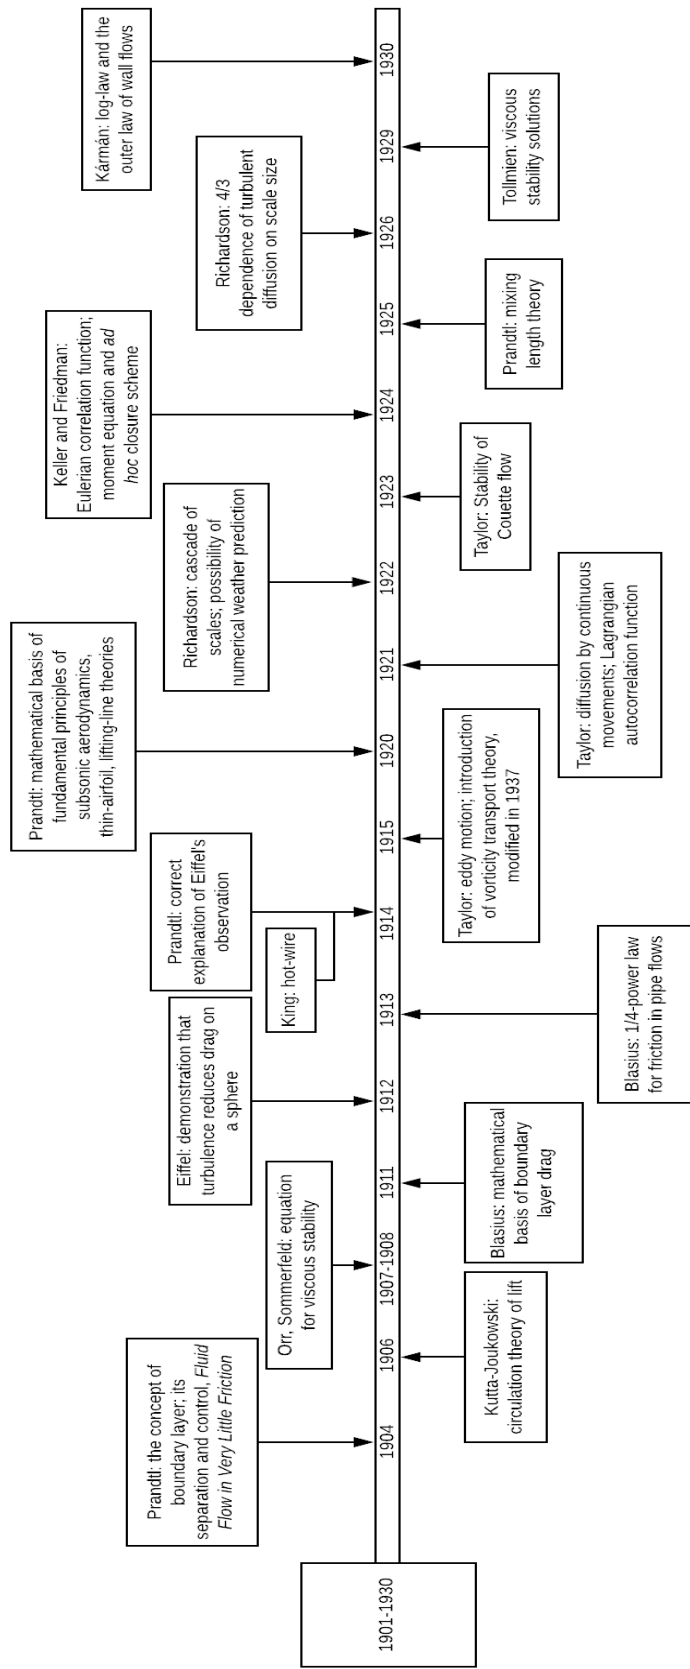 1901-1930
Prandtl: the concept of
boundary layer; its
separation and control, Fluid
Flow in Very Little Friction
1904
Kutta-Joukowski:
circulation theory of lift
1906
Orr, Sommerfeld: equation
for viscous stability
1907-1908
Blasius: mathematical
basis of boundary
layer drag
1911
Eiffel: demonstration that
turbulence reduces drag on
a sphere
1912
Blasius: 1/4-power law
for friction in pipe flows
1913
King: hot-wire
Prandtl: correct
explanation of Eiffel's
observation
1914
Taylor: eddy motion; introduction
of vorticity transport theory,
modified in 1937
1915
Prandtl: mathematical basis of
fundamental principles of
subsonic aerodynamics,
thin-airfoil, lifting-line theories
1920
Taylor: diffusion by continuous
movements; Lagrangian
autocorrelation function
1921
Richardson: cascade of
scales; possibility of
numerical weather prediction
1922
Taylor: Stability of
Couette flow
1923
Keller and Friedman:
Eulerian correlation function;
moment equation and ad
hoc closure scheme
1924
Prandtl: mixing
length theory
1925
Richardson: 4/3
dependence of turbulent
diffusion on scale size
1926
Tollmien: viscous
stability solutions
1929
Kármán: log-law and the
outer law of wall flows
1930